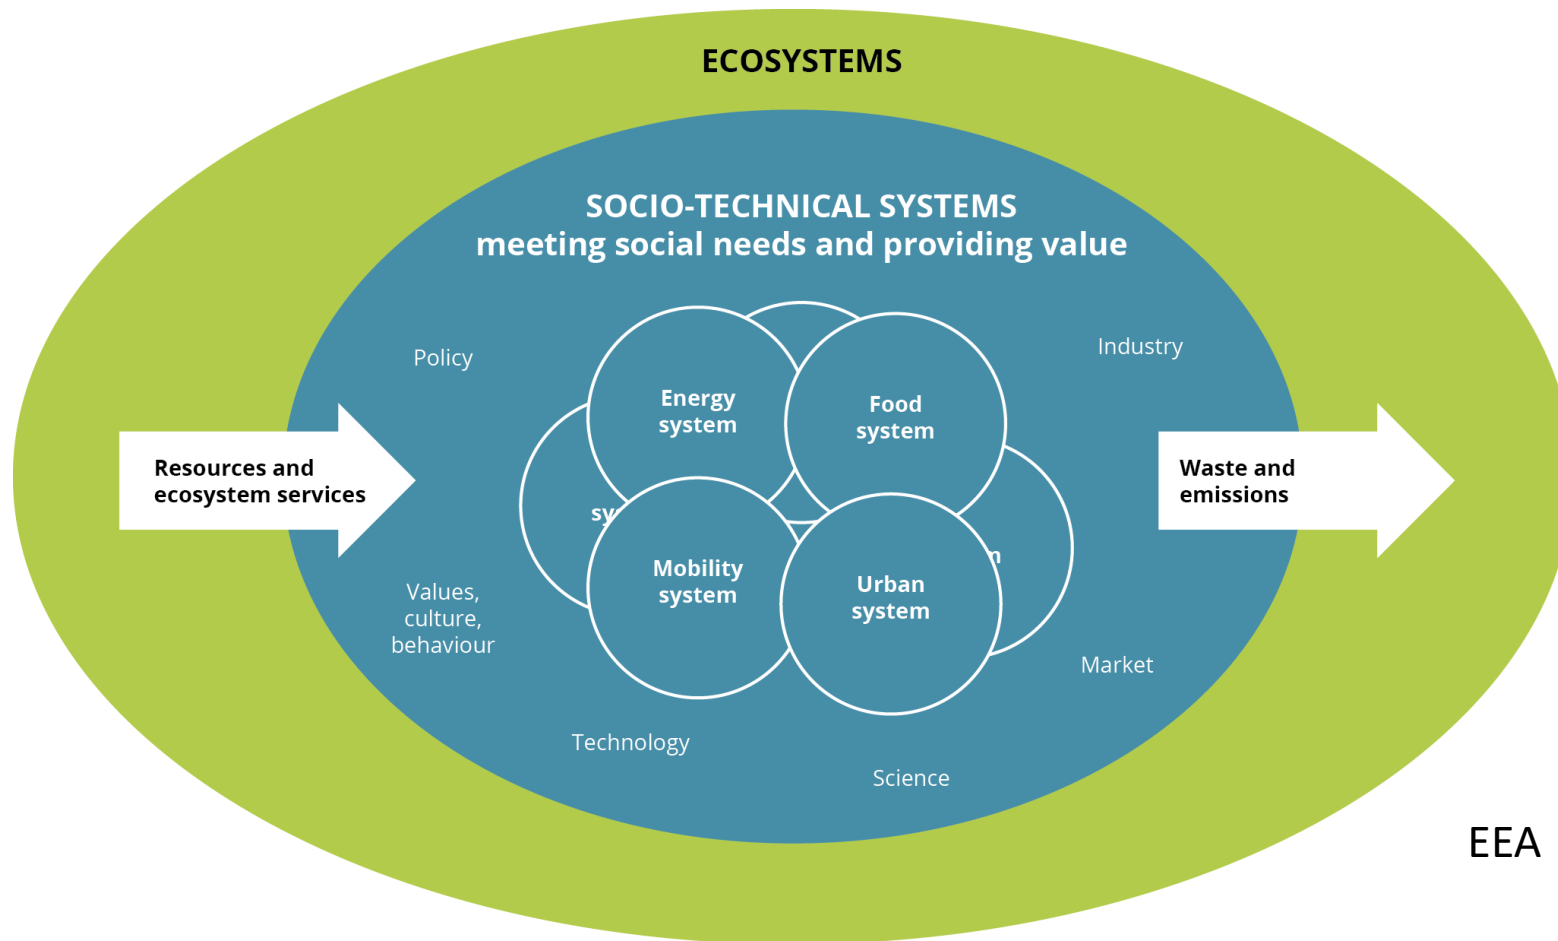 ECOSYSTEMS
SOCIO-TECHNICAL SYSTEMS
meeting social needs and providing value
Policy
Industry
Energy
system
Food
system
Resources and
ecosystem services
Waste and
emissions
Mobility
system
Urban
system
Values,
culture,
behaviour
Market
Technology
Science
EEA